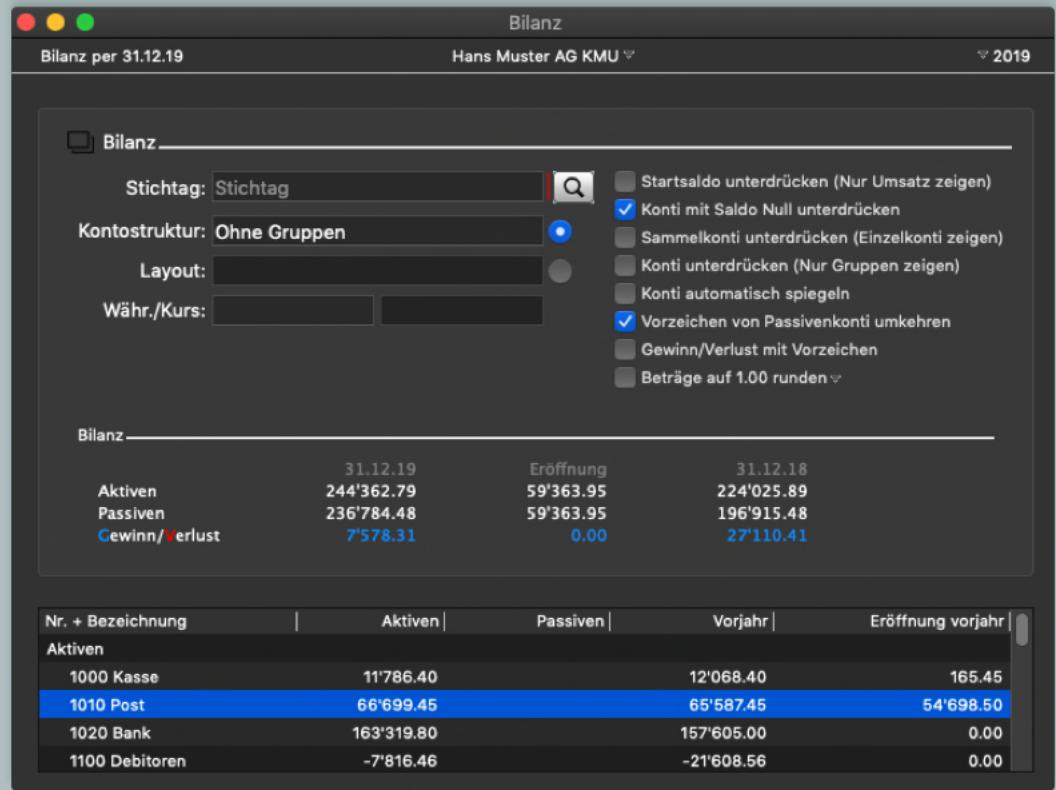 Bilanz
Bilanz per 31.12.19 Hans Muster AG KMU 2019
Bilanz
Stichtag: Stichtag
Kontostruktur: Ohne Gruppen
Layout:
Währ./Kurs:
Startsaldo unterdrücken (Nur Umsatz zeigen)
Konti mit Saldo Null unterdrücken
Sammelkonti unterdrücken (Einzelkonti zeigen)
Konti unterdrücken (Nur Gruppen zeigen)
Konti automatisch spiegeln
Vorzeichen von Passivenkonti umkehren
Gewinn/Verlust mit Vorzeichen
Beträge auf 1.00 runden
Bilanz
31.12.19 Eröffnung 31.12.18
Aktiven 244'362.79 59'363.95 224'025.89
Passiven 236'784.48 59'363.95 196'915.48
Gewinn/Verlust 7'578.31 0.00 27'110.41
Nr. + Bezeichnung Aktiven Passiven Vorjahr Eröffnung vorjahr
Aktiven
1000 Kasse 11'786.40 12'068.40 165.45
1010 Post 66'699.45 65'587.45 54'698.50
1020 Bank 163'319.80 157'605.00 0.00
1100 Debitoren -7'816.46 -21'608.56 0.00